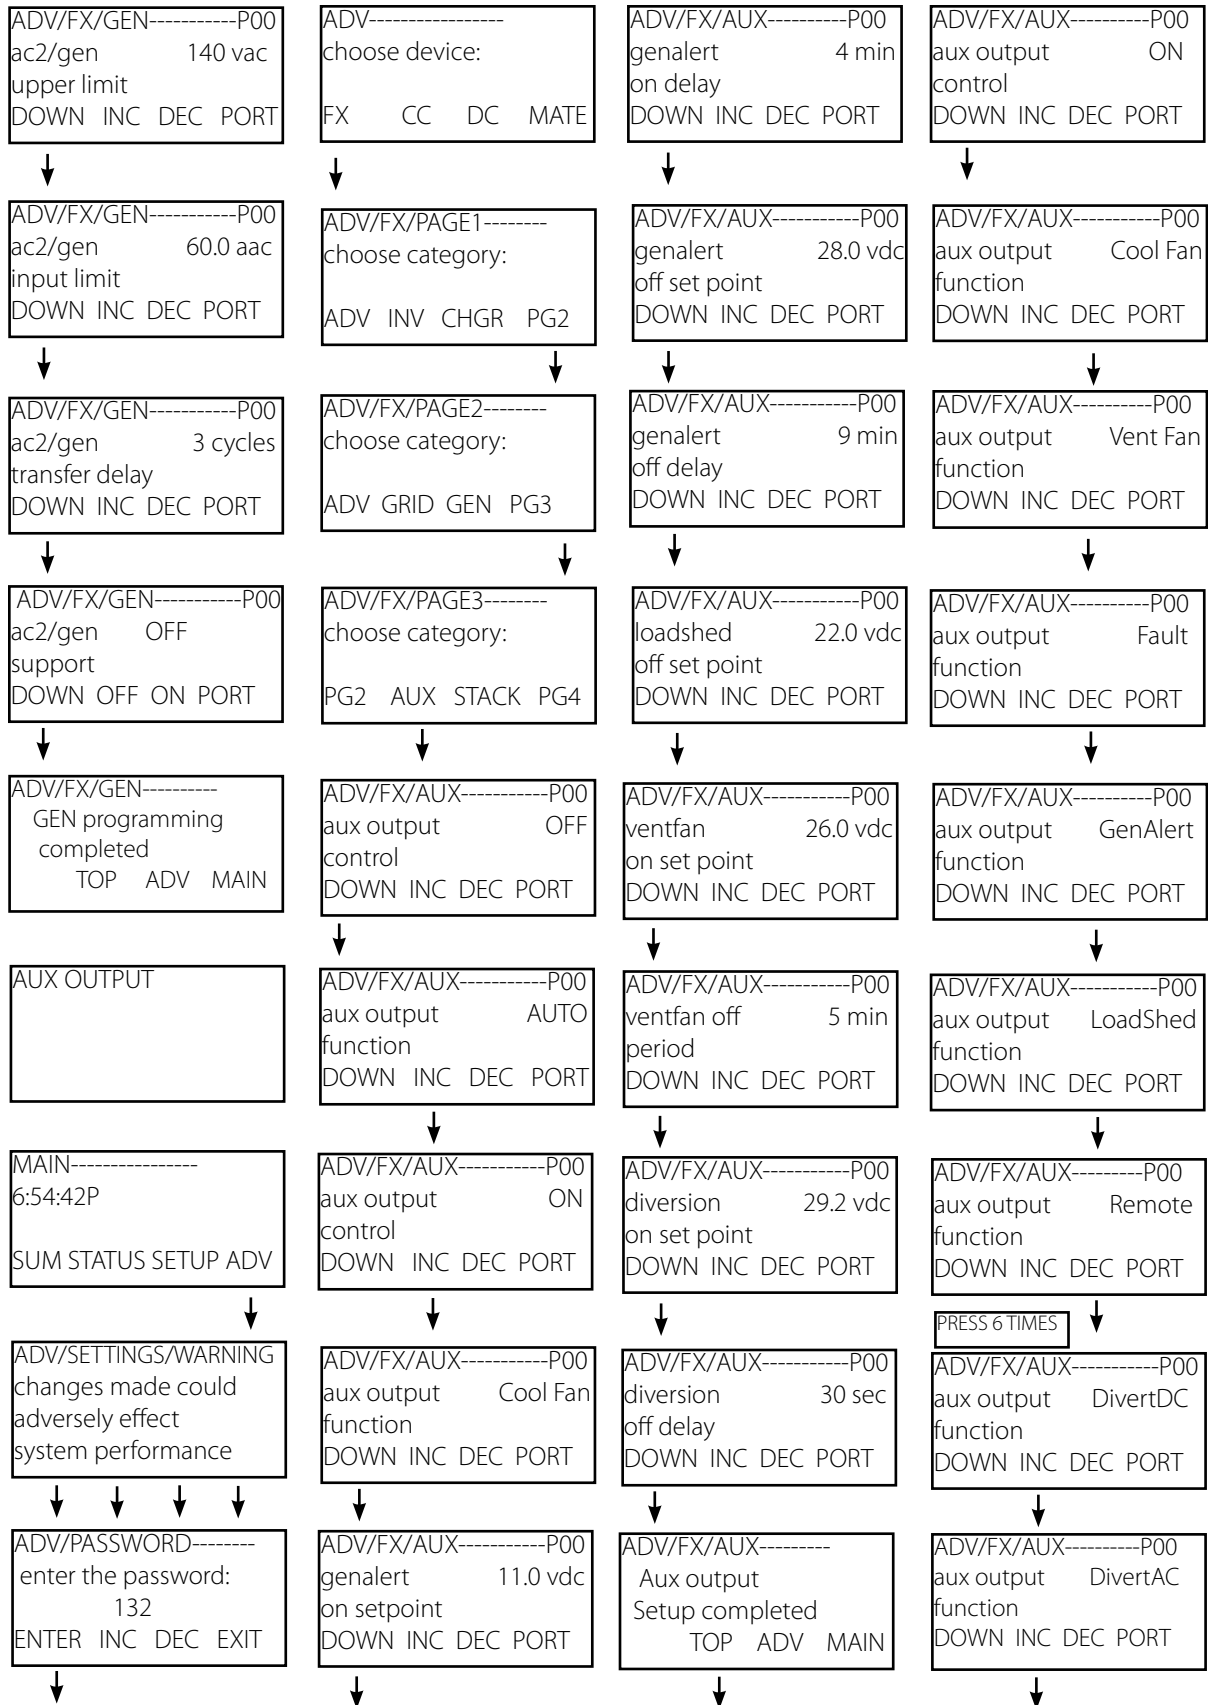 ADV/FX/GEN-----------P00
ac2/gen 140 vac
upper limit
DOWN INC DEC PORT
ADV/FX/GEN-----------P00
ac2/gen 60.0 aac
input limit
DOWN INC DEC PORT
ADV/FX/GEN-----------P00
ac2/gen 3 cycles
transfer delay
DOWN INC DEC PORT
ADV/FX/GEN-----------P00
ac2/gen OFF
support
DOWN OFF ON PORT
ADV/FX/GEN----------
GEN programming
completed
TOP ADV MAIN
AUX OUTPUT
MAIN-----------------
6:54:42P
SUM STATUS SETUP ADV
ADV/SETTINGS/WARNING
changes made could
adversely effect
system performance
ADV/PASSWORD--------
enter the password:
132
ENTER INC DEC EXIT
ADV-----------------
choose device:
FX CC DC MATE
ADV/FX/PAGE1--------
choose category:
ADV INV CHGR PG2
ADV/FX/PAGE2--------
choose category:
ADV GRID GEN PG3
ADV/FX/PAGE3--------
choose category:
PG2 AUX STACK PG4
ADV/FX/AUX-----------P00
aux output OFF
control
DOWN INC DEC PORT
ADV/FX/AUX-----------P00
aux output AUTO
function
DOWN INC DEC PORT
ADV/FX/AUX-----------P00
aux output ON
control
DOWN INC DEC PORT
ADV/FX/AUX-----------P00
aux output Cool Fan
function
DOWN INC DEC PORT
ADV/FX/AUX-----------P00
genalert 11.0 vdc
on setpoint
DOWN INC DEC PORT
ADV/FX/AUX-----------P00
genalert 4 min
on delay
DOWN INC DEC PORT
ADV/FX/AUX-----------P00
genalert 28.0 vdc
off set point
DOWN INC DEC PORT
ADV/FX/AUX-----------P00
genalert 9 min
off delay
DOWN INC DEC PORT
ADV/FX/AUX-----------P00
loadshed 22.0 vdc
off set point
DOWN INC DEC PORT
ADV/FX/AUX-----------P00
ventfan 26.0 vdc
on set point
DOWN INC DEC PORT
ADV/FX/AUX-----------P00
ventfan off 5 min
period
DOWN INC DEC PORT
ADV/FX/AUX-----------P00
diversion 29.2 vdc
on set point
DOWN INC DEC PORT
ADV/FX/AUX-----------P00
diversion 30 sec
off delay
DOWN INC DEC PORT
ADV/FX/AUX---------
Aux output
Setup completed
TOP ADV MAIN
ADV/FX/AUX----------P00
aux output ON
control
DOWN INC DEC PORT
ADV/FX/AUX-----------P00
aux output Cool Fan
function
DOWN INC DEC PORT
ADV/FX/AUX----------P00
aux output Vent Fan
function
DOWN INC DEC PORT
ADV/FX/AUX----------P00
aux output Fault
function
DOWN INC DEC PORT
ADV/FX/AUX----------P00
aux output GenAlert
function
DOWN INC DEC PORT
ADV/FX/AUX-----------P00
aux output LoadShed
function
DOWN INC DEC PORT
ADV/FX/AUX---------P00
aux output Remote
function
DOWN INC DEC PORT
PRESS 6 TIMES
ADV/FX/AUX-----------P00
aux output DivertDC
function
DOWN INC DEC PORT
ADV/FX/AUX----------P00
aux output DivertAC
function
DOWN INC DEC PORT